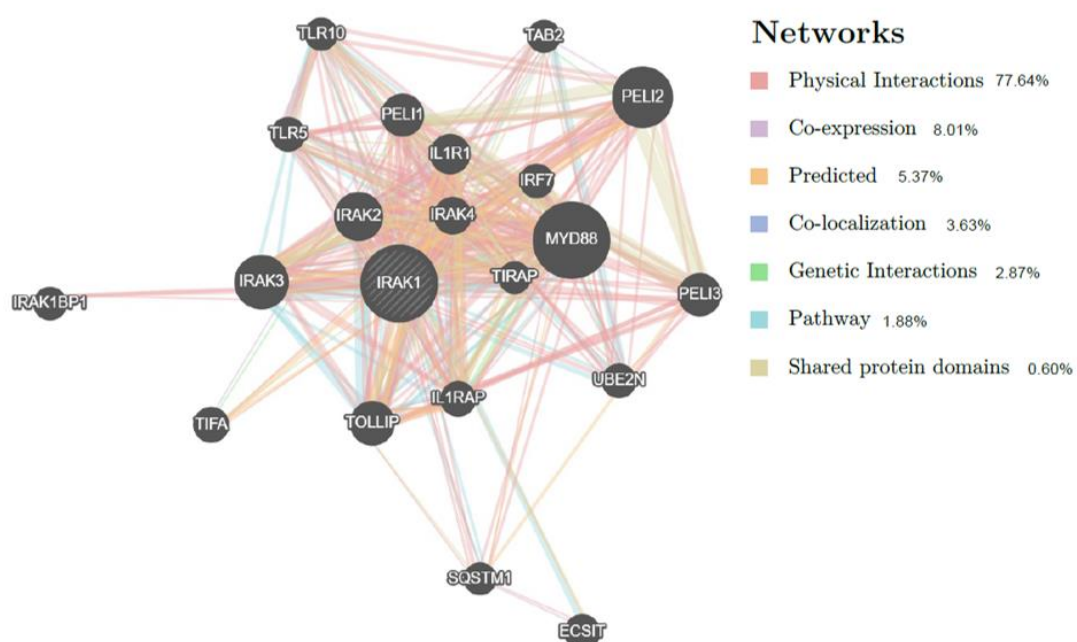 TLR10
TAB2
PELI2
PELI1
TLR5
IL1R1
IRF7
IRAK2
IRAK4
MYD88
IRAK3
IRAK1
TIRAP
PELI3
IRAK1BP1
UBE2N
IL1RAP
TIFA
TOLLIP
SQSTM1
ECSIT
Networks
Physical Interactions 77.64%
Co-expression 8.01%
Predicted 5.37%
Co-localization 3.63%
Genetic Interactions 2.87%
Pathway 1.88%
Shared protein domains 0.60%